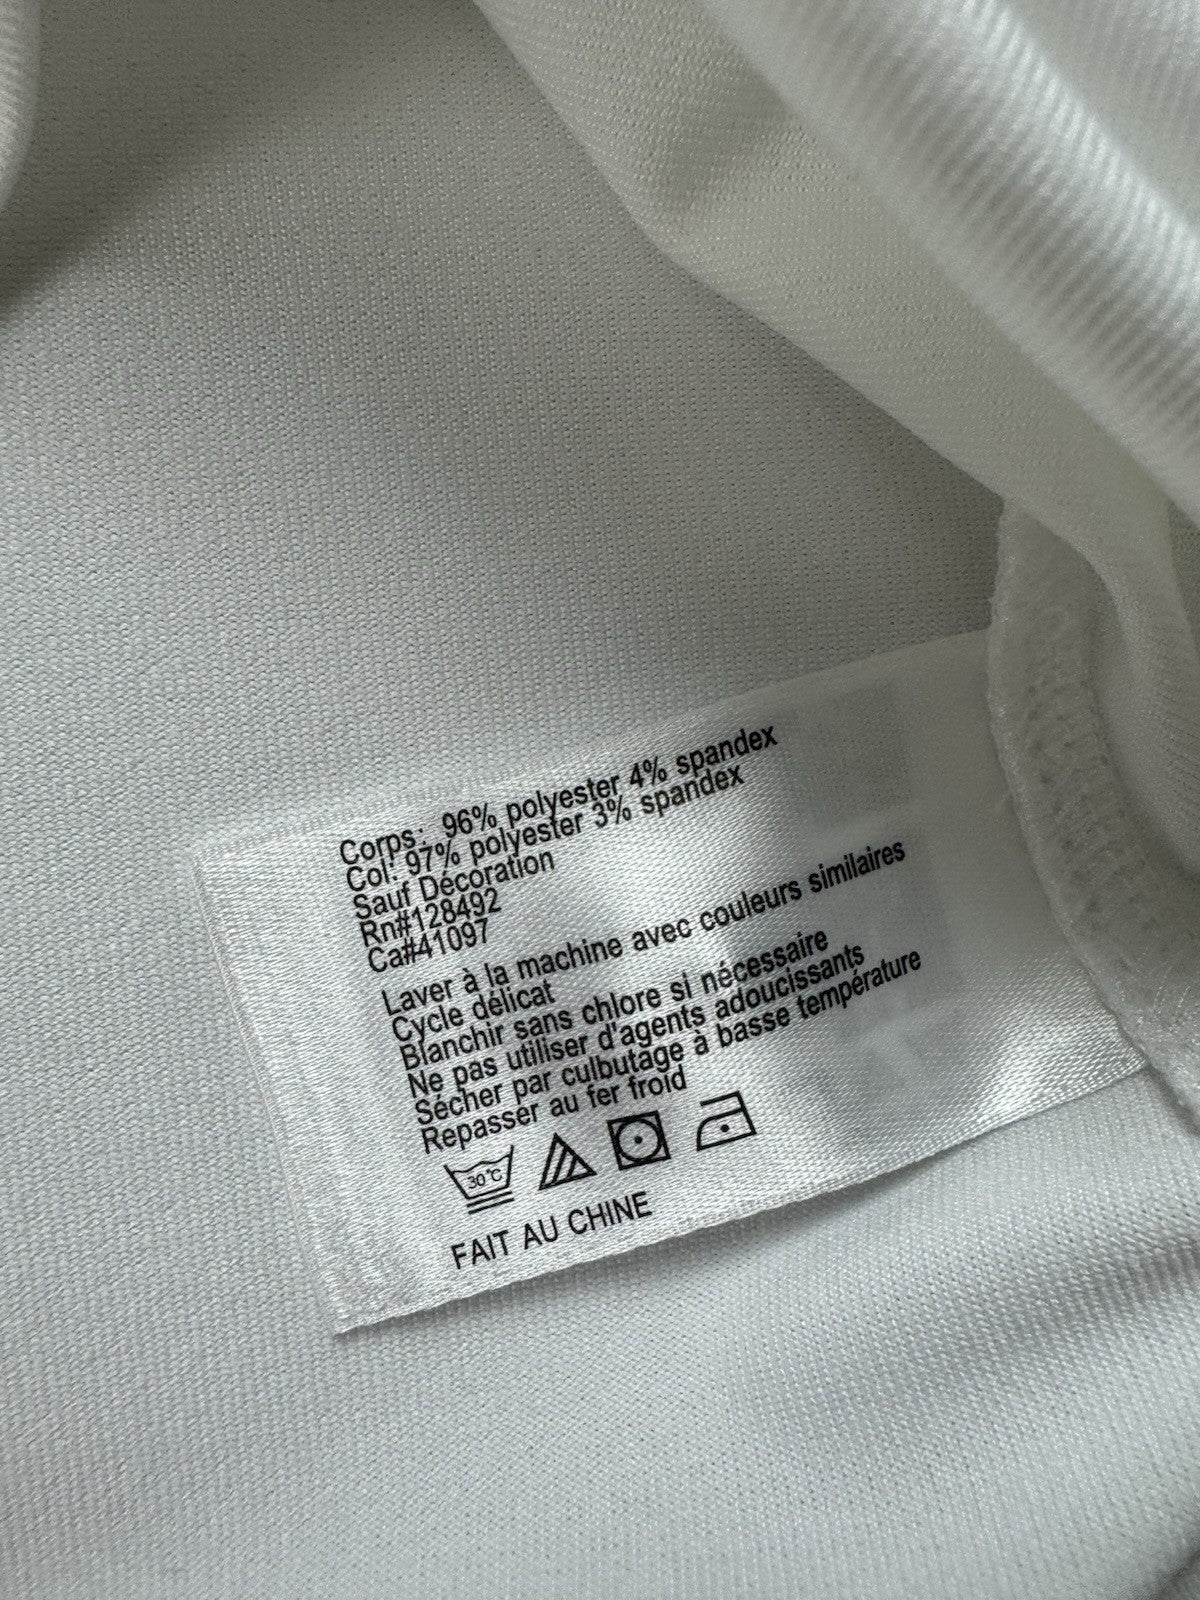 Corps: 96% polyester 4% spandex
Col: 97% polyester 3% spandex
Sauf Décoration
Rn#128492
Ca#41097
Laver à la machine avec couleurs similaires
Cycle délicat
Blanchir sans chlore si nécessaire
Ne pas utiliser d'agents adoucissants
Sécher par culbutage à basse température
Repasser au fer froid
30°C
FAIT AU CHINE